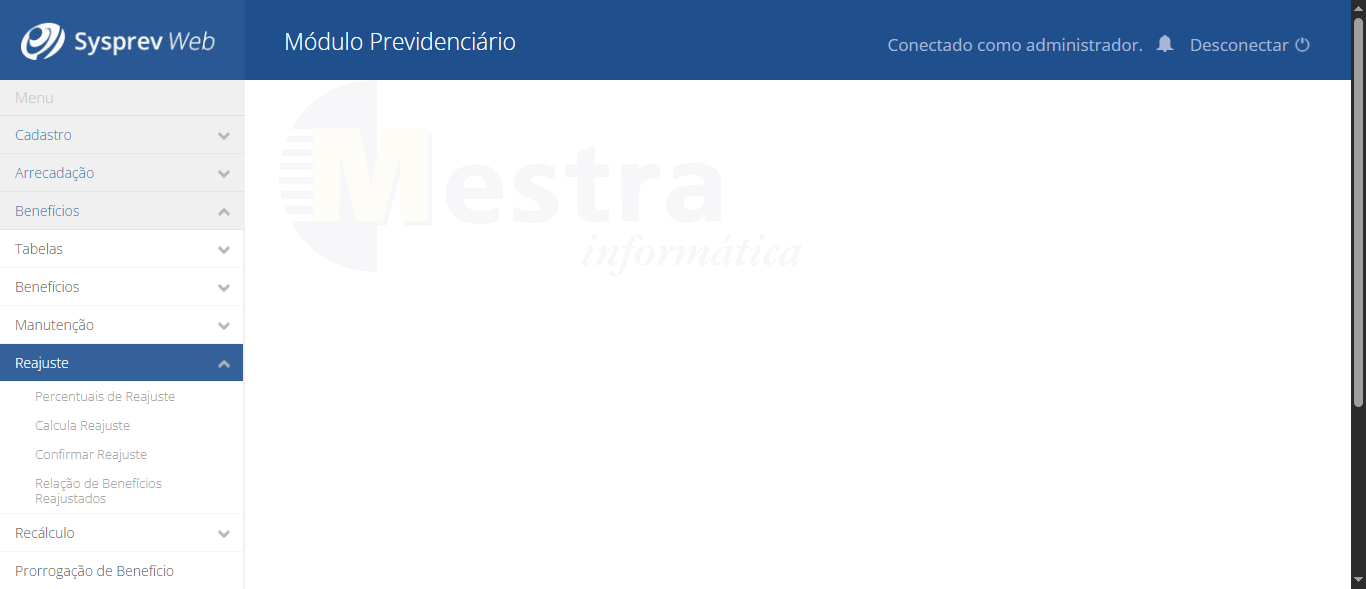 Sysprev Web
Módulo Previdenciário
Conectado como administrador.
Desconectar
Menu
Cadastro
Arrecadação
Benefícios
Tabelas
Benefícios
Manutenção
Reajuste
Percentuais de Reajuste
Calcula Reajuste
Confirmar Reajuste
Relação de Benefícios
Reajustados
Recálculo
Prorrogação de Benefício
Mestra
informática